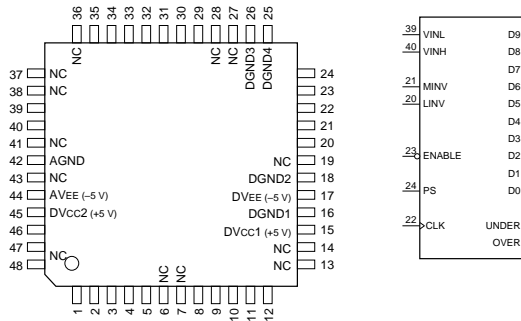 36 35 34 33 32 31 30 29 28 27 26 25
NC NC NC DGND3 DGND4
37 NC
38 NC
39
40
41 NC
42 AGND
43 NC
44 AVEE (–5 V)
45 DVCC2 (+5 V)
46
47 NC
48
24
23
22
21
20
NC 19
DGND2 18
DVEE (–5 V) 17
DGND1 16
DVCC1 (+5 V) 15
NC 14
NC 13
NC NC
1 2 3 4 5 6 7 8 9 10 11 12
39 VINL
40 VINH
21 MINV
20 LINV
23 ENABLE
24 PS
22 CLK
D9
D8
D7
D6
D5
D4
D3
D2
D1
D0
UNDER
OVER